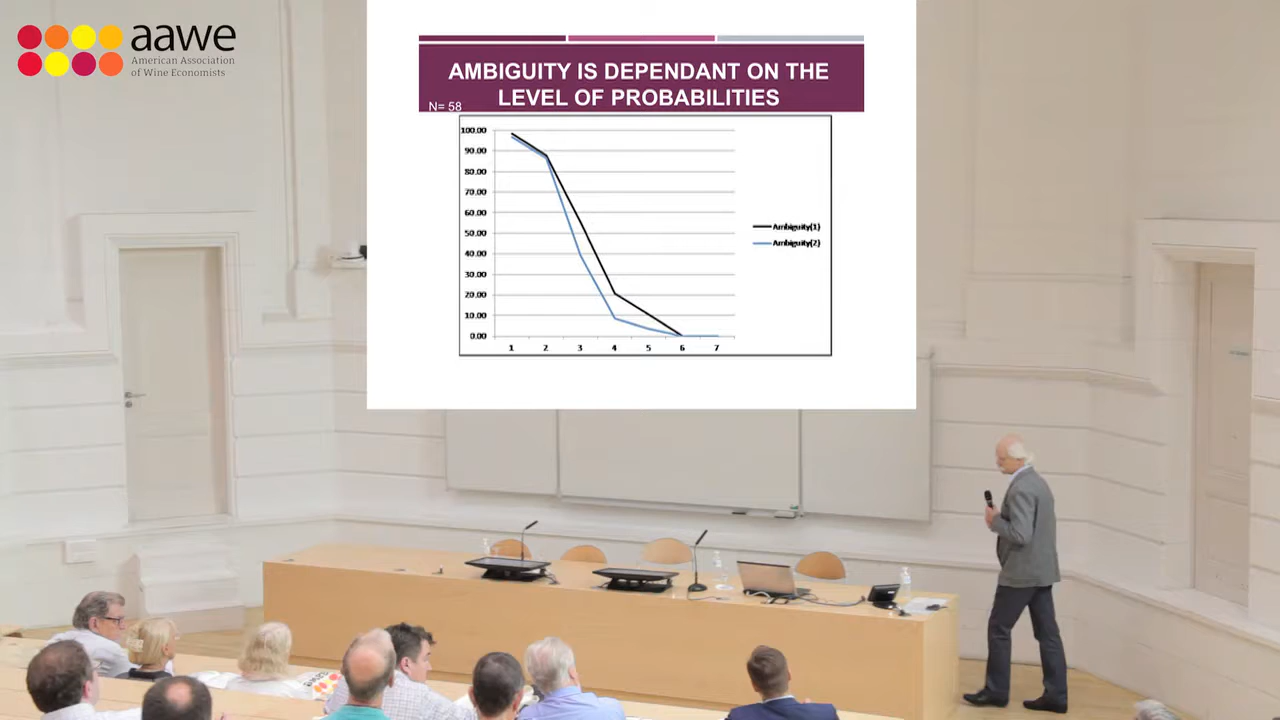 aawe
American Association
of Wine Economists
AMBIGUITY IS DEPENDANT ON THE
LEVEL OF PROBABILITIES
N= 58
100.00
90.00
80.00
70.00
60.00
50.00
40.00
30.00
20.00
10.00
0.00
1 2 3 4 5 6 7
Ambiguity(1)
Ambiguity(2)